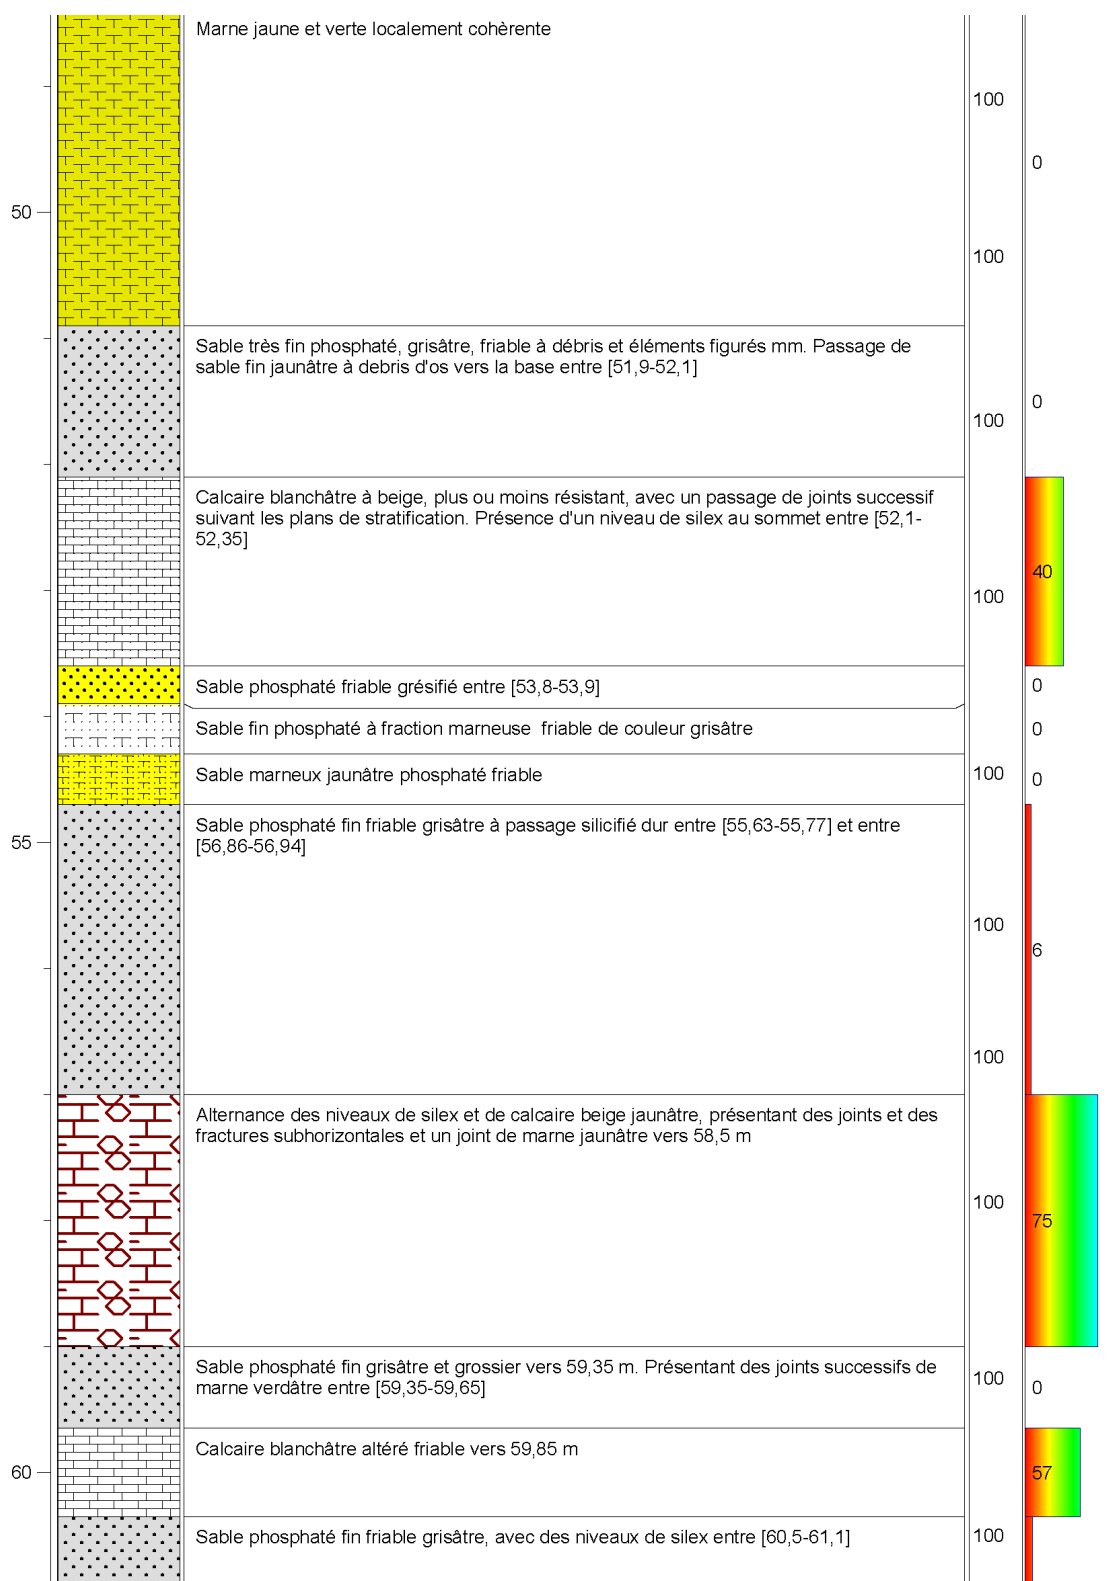 Marne jaune et verte localement cohèrente
100
0
50
100
Sable très fin phosphaté, grisâtre, friable à débris et éléments figurés mm. Passage de
sable fin jaunâtre à debris d'os vers la base entre [51,9-52,1]
0
100
Calcaire blanchâtre à beige, plus ou moins résistant, avec un passage de joints successif
suivant les plans de stratification. Présence d'un niveau de silex au sommet entre [52,1-
52,35]
40
100
Sable phosphaté friable grésifié entre [53,8-53,9]
0
Sable fin phosphaté à fraction marneuse  friable de couleur grisâtre
0
Sable marneux jaunâtre phosphaté friable
100
0
Sable phosphaté fin friable grisâtre à passage silicifié dur entre [55,63-55,77] et entre
[56,86-56,94]
55
100
6
100
Alternance des niveaux de silex et de calcaire beige jaunâtre, présentant des joints et des
fractures subhorizontales et un joint de marne jaunâtre vers 58,5 m
100
75
Sable phosphaté fin grisâtre et grossier vers 59,35 m. Présentant des joints successifs de
marne verdâtre entre [59,35-59,65]
100
0
Calcaire blanchâtre altéré friable vers 59,85 m
60
57
Sable phosphaté fin friable grisâtre, avec des niveaux de silex entre [60,5-61,1]
100